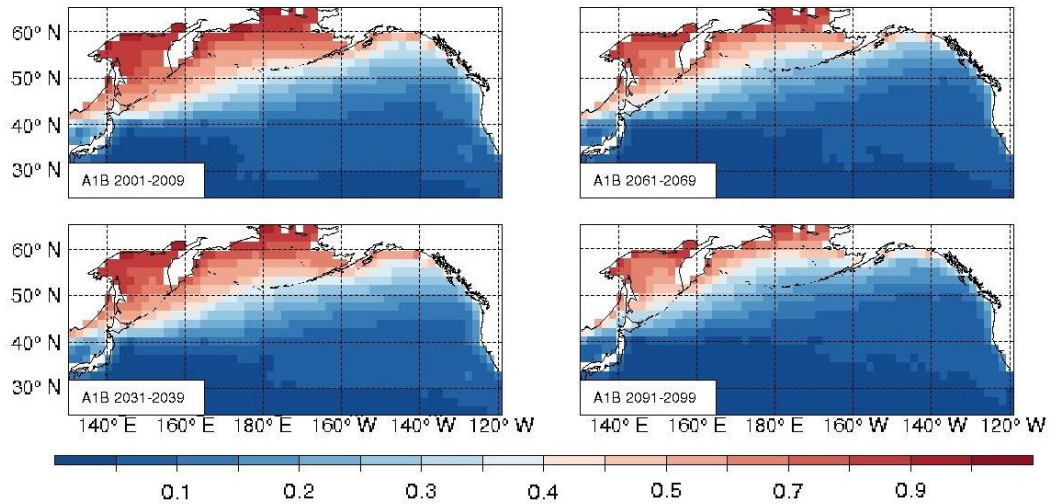 60° N
50° N
40° N
30° N
A1B 2001-2009
A1B 2061-2069
60° N
50° N
40° N
30° N
A1B 2031-2039
A1B 2091-2099
140° E 160° E 180° 160° W 140° W 120° W
140° E 160° E 180° 160° W 140° W 120° W
0.1 0.2 0.3 0.4 0.5 0.7 0.9